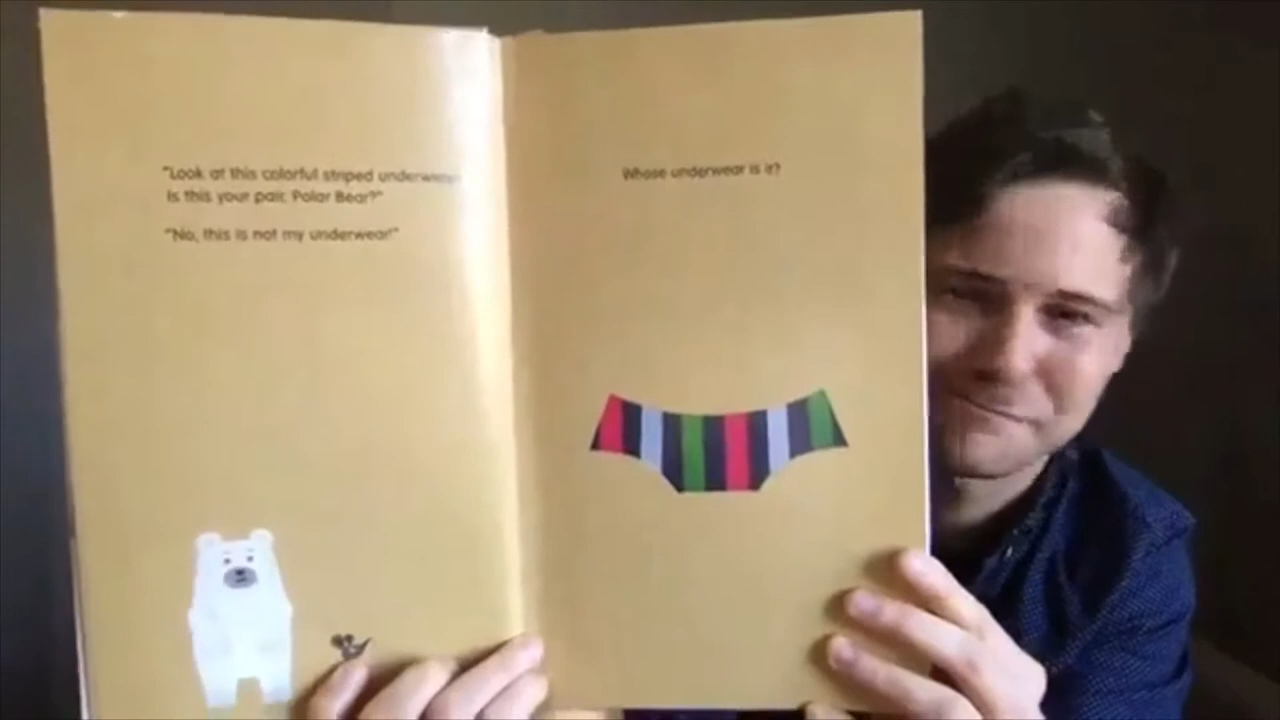 "Look at this colorful striped underwear.
Is this your pair, Polar Bear?"
"No, this is not my underwear!"
Whose underwear is it?